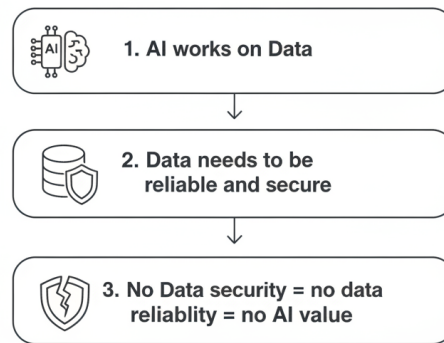 AI
1. AI works on Data
2. Data needs to be
reliable and secure
3. No Data security = no data
reliablity = no AI value